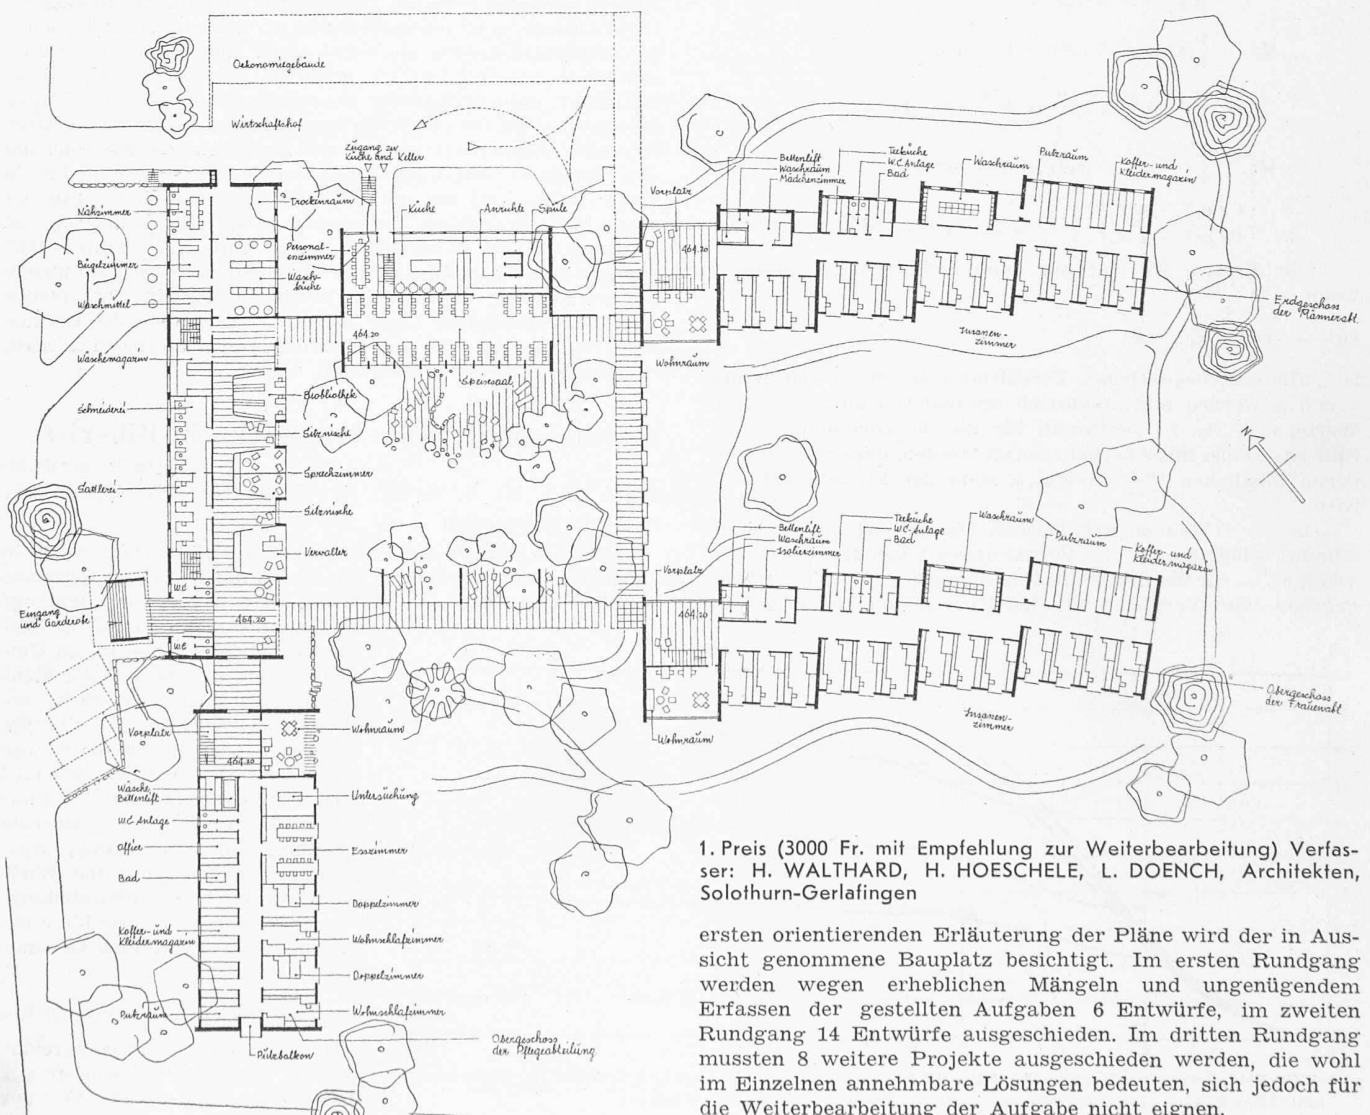 Oekonomiegebäude
Wirtschaftshof
Zugang zu
Küche und Keller
Nähzimmer
Bügelzimmer
Waschmittel
Wäschemagazin
Schneiderei
Sattlerei
Eingang
und Garderobe
Trockenraum
Personal-
enzimmer
Wasch-
küche
Küche
Anrichte
Spüle
464.20
Speisesaal
Biobliothek
Sitznische
Sprechzimmer
Sitznische
Verwalter
W.C
464.20
W.C
Vorplatz
464.20
Wohnraum
Bettenlift
Waschraum
Mädchenzimmer
Teeküche
W.C. Anlage
Bad
Waschraum
Putzraum
Koffer- und
Kleidermagazin
Insassen-
zimmer
Erdgeschoss
der Männerabt.
Vorplatz
464.20
Wohnraum
Bettenlift
Waschraum
Isolierzimmer
Teeküche
W.C. Anlage
Bad
Waschraum
Putzraum
Koffer- und
Kleidermagazin
Insassen-
zimmer
Obergeschoss
der Frauenabt.
N
Vorplatz
464.20
Wohnraum
Wäsche
Bettenlift
W.C. Anlage
Office
Bad
Koffer- und
Kleidermagazin
Putzraum
Putzbalkon
Untersuchung
Esszimmer
Doppelzimmer
Wohnschlafzimmer
Doppelzimmer
Wohnschlafzimmer
Obergeschoss
der Pflegeabteilung
1. Preis (3000 Fr. mit Empfehlung zur Weiterbearbeitung) Verfas-
ser: H. WALTHARD, H. HOESCHELE, L. DOENCH, Architekten,
Solothurn-Gerlafingen
ersten orientierenden Erläuterung der Pläne wird der in Aus-
sicht genommene Bauplatz besichtigt. Im ersten Rundgang
werden wegen erheblichen Mängeln und ungenügendem
Erfassen der gestellten Aufgaben 6 Entwürfe, im zweiten
Rundgang 14 Entwürfe ausgeschieden. Im dritten Rundgang
mussten 8 weitere Projekte ausgeschieden werden, die wohl
im Einzelnen annehmbare Lösungen bedeuten, sich jedoch für
die Weiterbearbeitung der Aufgabe nicht eignen.